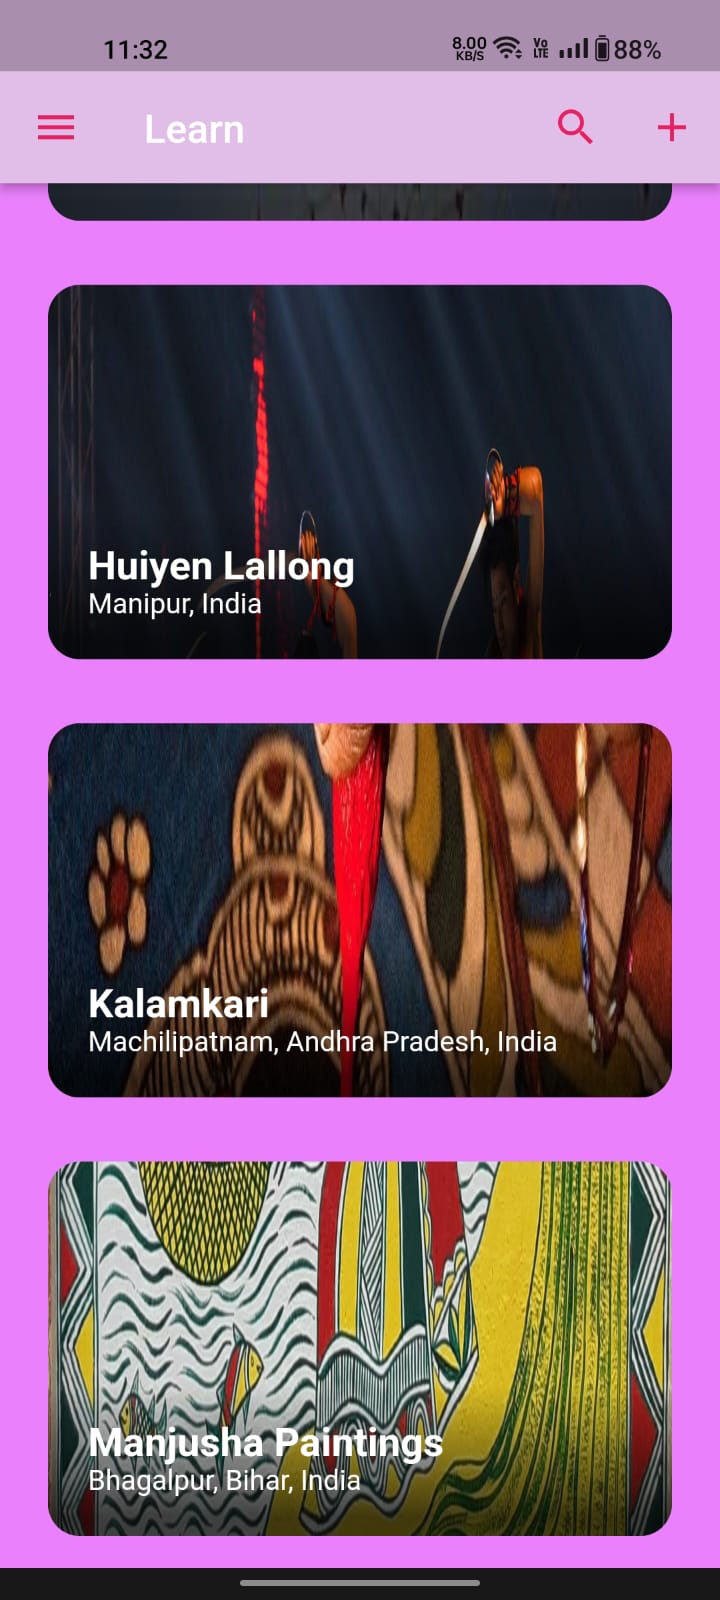 11:32
8.00
KB/S
Vo
LTE
88%
Learn
Huiyen Lallong
Manipur, India
Kalamkari
Machilipatnam, Andhra Pradesh, India
Manjusha Paintings
Bhagalpur, Bihar, India